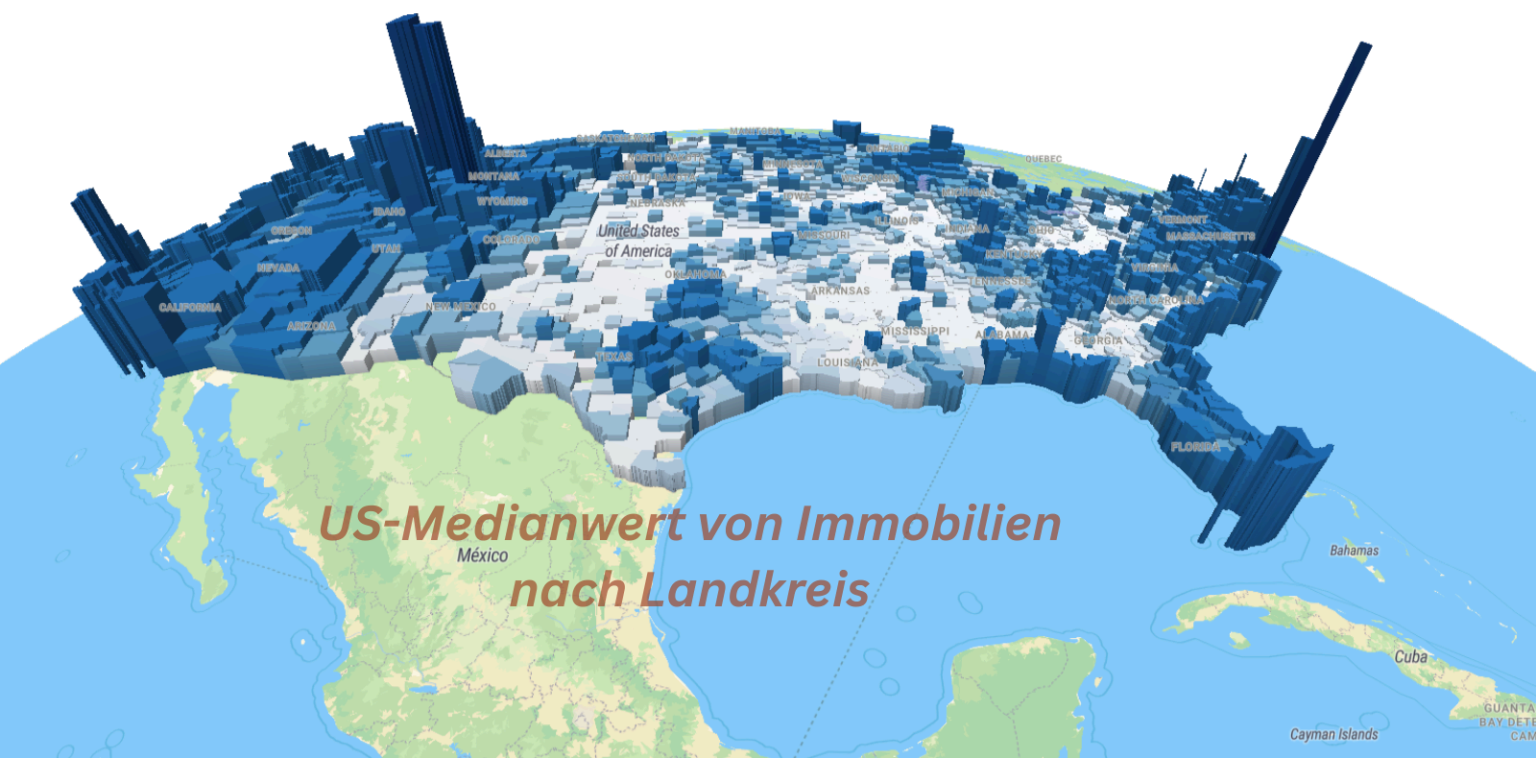 MANITOBA
QUEBEC
ALBERTA
NORTH DAKOTA
MONTANA
SOUTH DAKOTA
WYOMING
NEBRASKA
IOWA
IDAHO
OREGON
UTAH
COLORADO
United States
of America
ILLINOIS
INDIANA
OHIO
VERMONT
MASSACHUSETTS
NEVADA
MISSOURI
KENTUCKY
VIRGINIA
OKLAHOMA
TENNESSEE
CALIFORNIA
NEW MEXICO
ARKANSAS
NORTH CAROLINA
ARIZONA
MISSISSIPPI
ALABAMA
GEORGIA
TEXAS
LOUISIANA
FLORIDA
US-Medianwert von Immobilien
México
nach Landkreis
Bahamas
Cuba
Cayman Islands